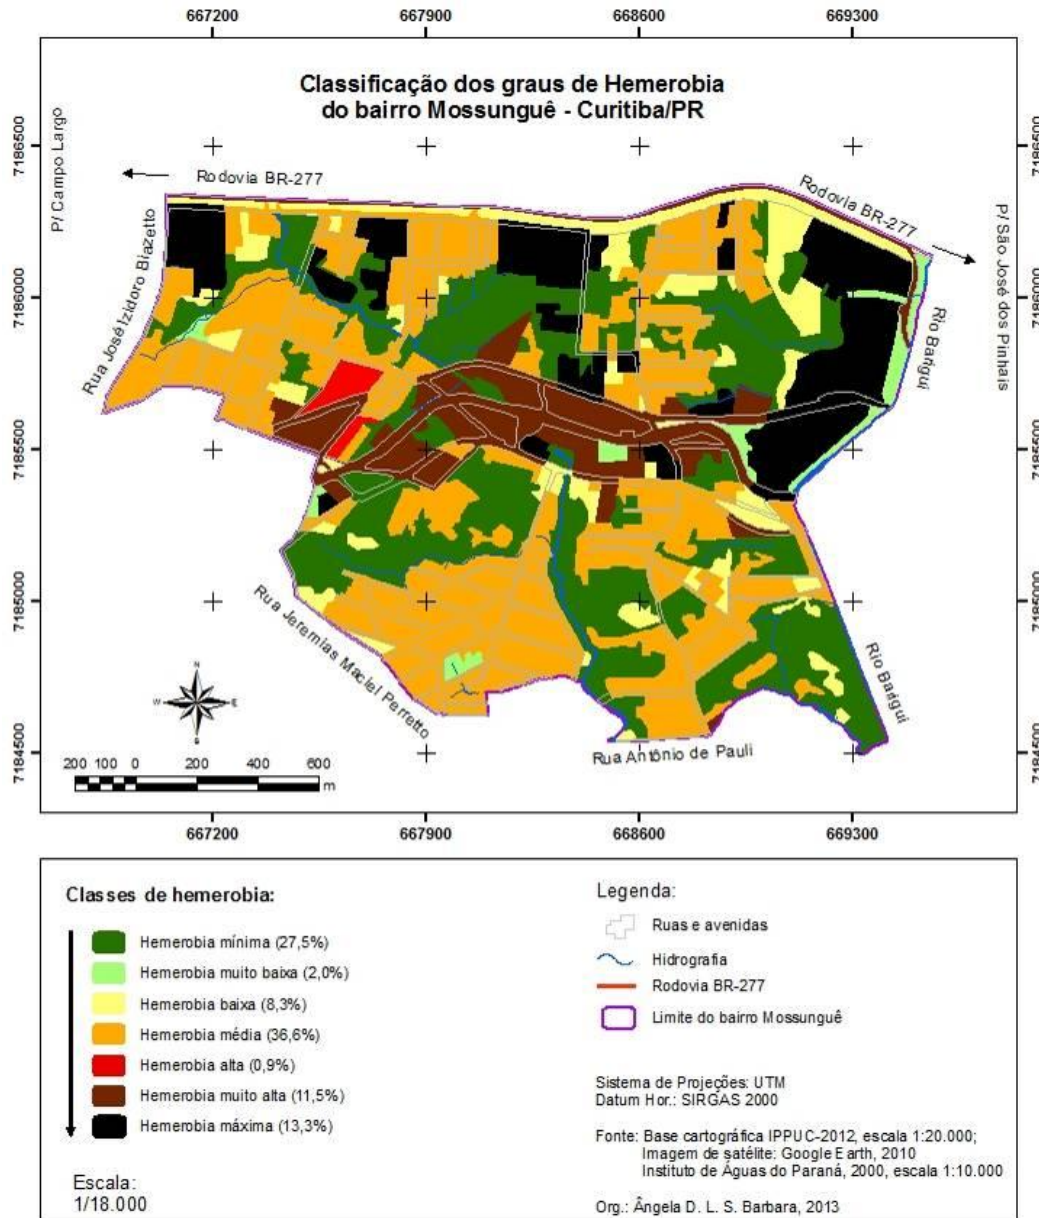 667200 667900 668600 669300
Classificação dos graus de Hemerobia
do bairro Mossunguê - Curitiba/PR
7186500
7186500
P/ Campo Largo
Rodovia BR-277
Rodovia BR-277
P/ São José dos Pinhais
Rua José Izidoro Biazetto
7186000
7186000
Rio Barigui
7185500
7185500
7185000
7185000
Rua Jeremias Maciel Perretto
Rio Barigui
N
W E
S
Rua Antônio de Pauli
7184500
7184500
200 100 0 200 400 600
m
667200 667900 668600 669300
Classes de hemerobia:
Hemerobia mínima (27,5%)
Hemerobia muito baixa (2,0%)
Hemerobia baixa (8,3%)
Hemerobia média (36,6%)
Hemerobia alta (0,9%)
Hemerobia muito alta (11,5%)
Hemerobia máxima (13,3%)
Escala:
1/18.000
Legenda:
Ruas e avenidas
Hidrografia
Rodovia BR-277
Limite do bairro Mossunguê
Sistema de Projeções: UTM
Datum Hor.: SIRGAS 2000
Fonte: Base cartográfica IPPUC-2012, escala 1:20.000;
Imagem de satélite: Google Earth, 2010
Instituto de Águas do Paraná, 2000, escala 1:10.000
Org.: Ângela D. L. S. Barbara, 2013